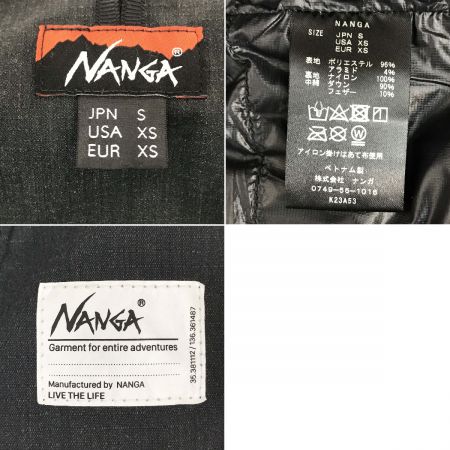 NANGA®
JPN S
USA XS
EUR XS
NANGA
SIZE JPN S
USA XS
EUR XS
表地 ポリエステル 96%
アラミド 4%
裏地 ナイロン 100%
中綿 ダウン 90%
フェザー 10%
アイロン掛けはあて布使用
ベトナム製
株式会社 ナンガ
0749-55-1016
K23A53
NANGA®
Garment for entire adventures
Manufactured by NANGA
LIVE THE LIFE
35.381112 / 136.361487